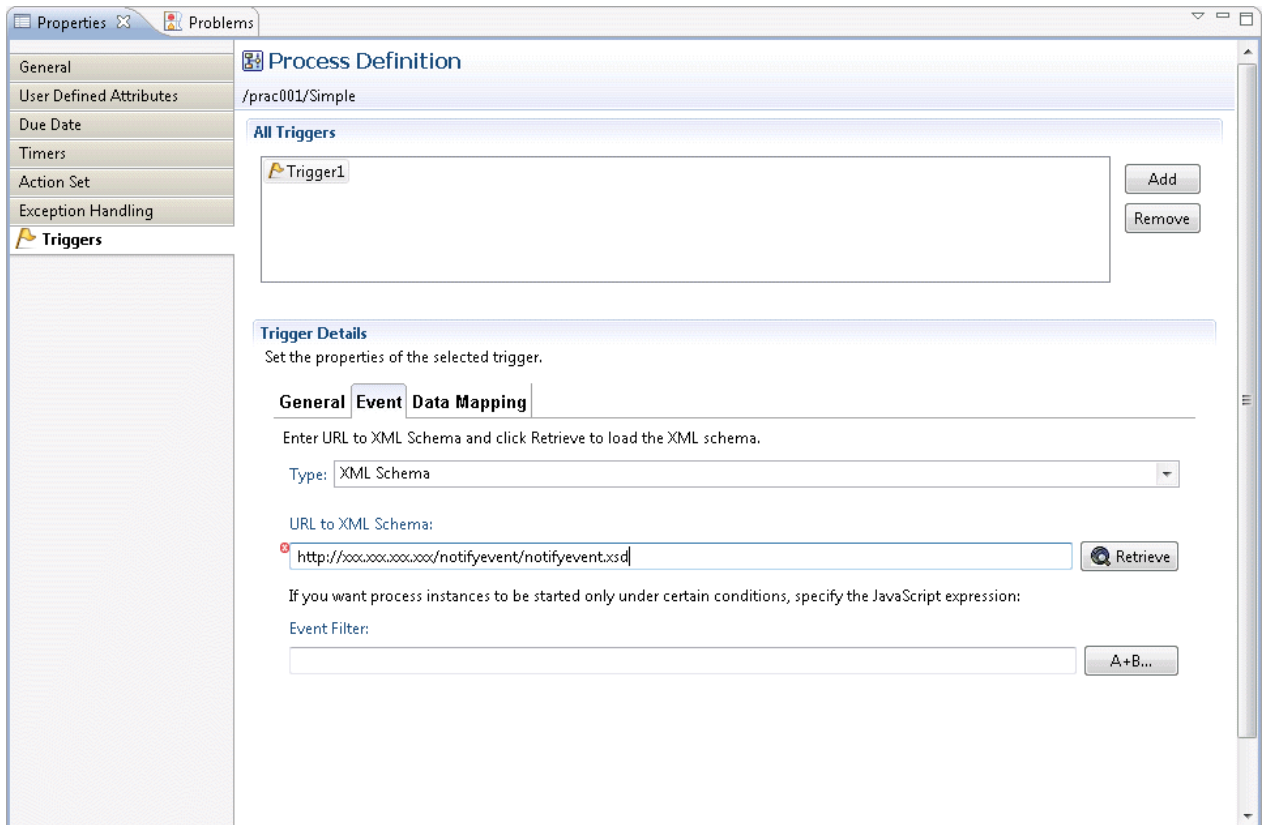 Properties
Problems
General
User Defined Attributes
Due Date
Timers
Action Set
Exception Handling
Triggers
Process Definition
/prac001/Simple
All Triggers
Trigger1
Add
Remove
Trigger Details
Set the properties of the selected trigger.
General Event Data Mapping
Enter URL to XML Schema and click Retrieve to load the XML schema.
Type: XML Schema
URL to XML Schema:
http://xxx.xxx.xxx.xxx/notifyevent/notifyevent.xsd
Retrieve
If you want process instances to be started only under certain conditions, specify the JavaScript expression:
Event Filter:
A+B...